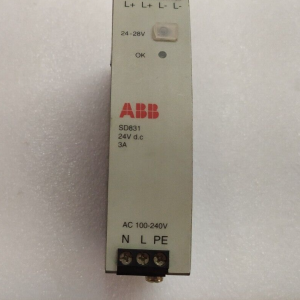 L+ L+ L- L-
24-28V
OK
ABB
SD831
24V d.c
3A
AC 100-240V
N L PE